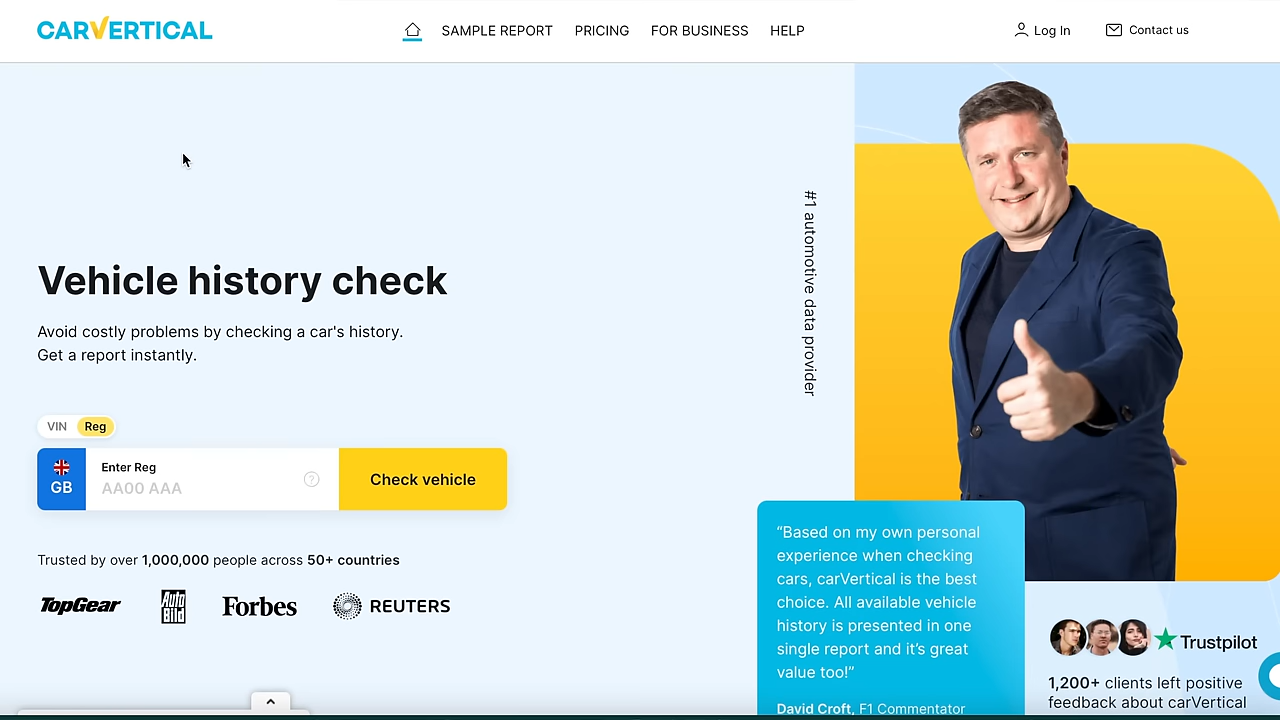 CARVERTICAL
SAMPLE REPORT
PRICING
FOR BUSINESS
HELP
Log In
Contact us
#1 automotive data provider
Vehicle history check
Avoid costly problems by checking a car's history.
Get a report instantly.
VIN
Reg
GB
Enter Reg
AA00 AAA
?
Check vehicle
Trusted by over 1,000,000 people across 50+ countries
TopGear
Auto
Bild
Forbes
REUTERS
“Based on my own personal
experience when checking
cars, carVertical is the best
choice. All available vehicle
history is presented in one
single report and it’s great
value too!”
David Croft, F1 Commentator
Trustpilot
1,200+ clients left positive
feedback about carVertical